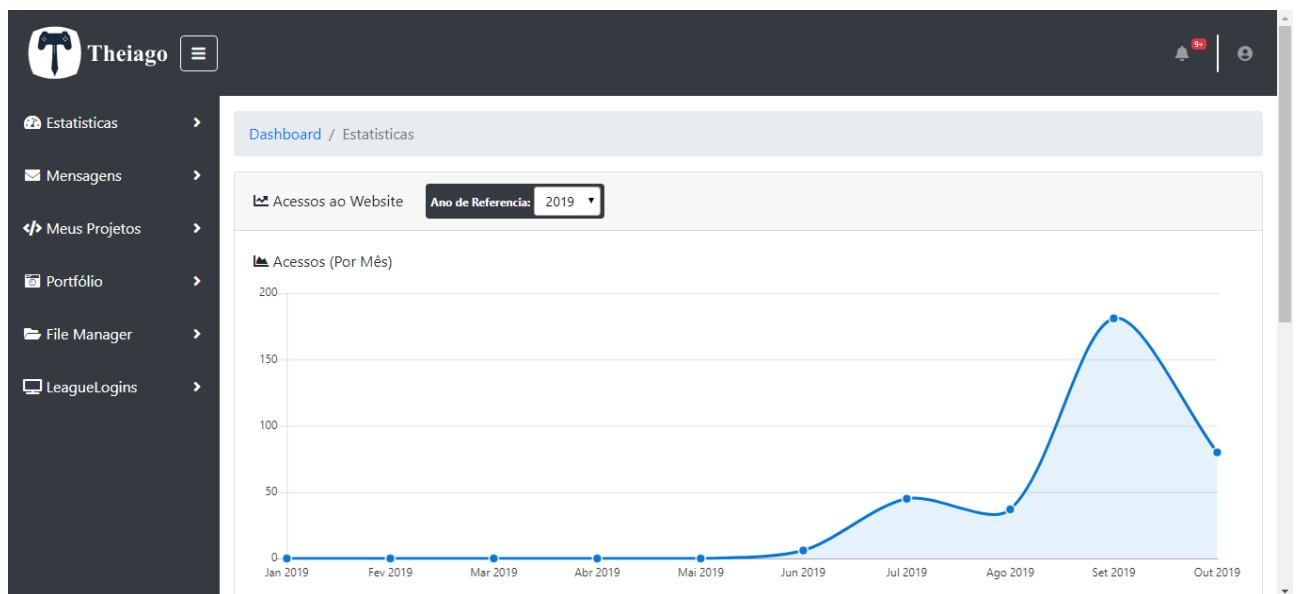 Theiago
9+
Estatisticas
Mensagens
Meus Projetos
Portfólio
File Manager
LeagueLogins
Dashboard / Estatisticas
Acessos ao Website
Ano de Referencia: 2019
Acessos (Por Mês)
200
150
100
50
0
Jan 2019 Fev 2019 Mar 2019 Abr 2019 Mai 2019 Jun 2019 Jul 2019 Ago 2019 Set 2019 Out 2019